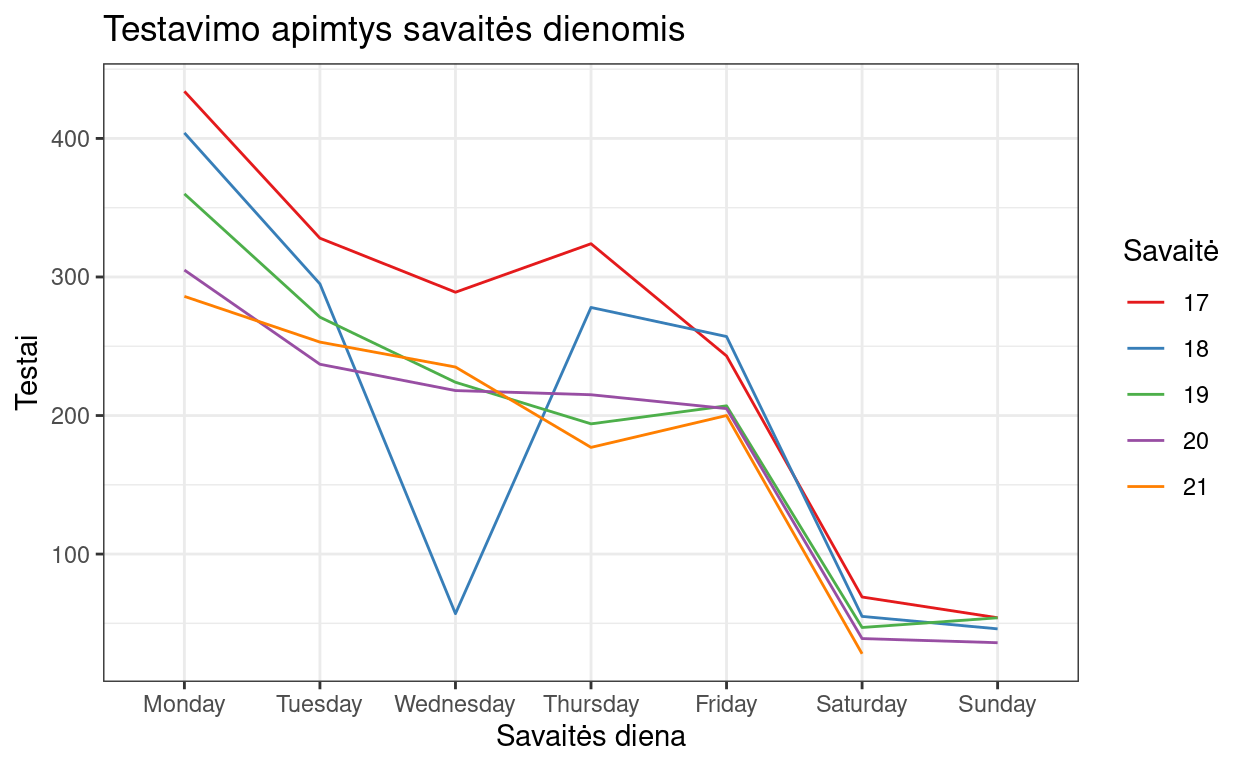 Testavimo apimtys savaitės dienomis
Testai
400
300
200
100
Monday Tuesday Wednesday Thursday Friday Saturday Sunday
Savaitės diena
Savaitė
17
18
19
20
21